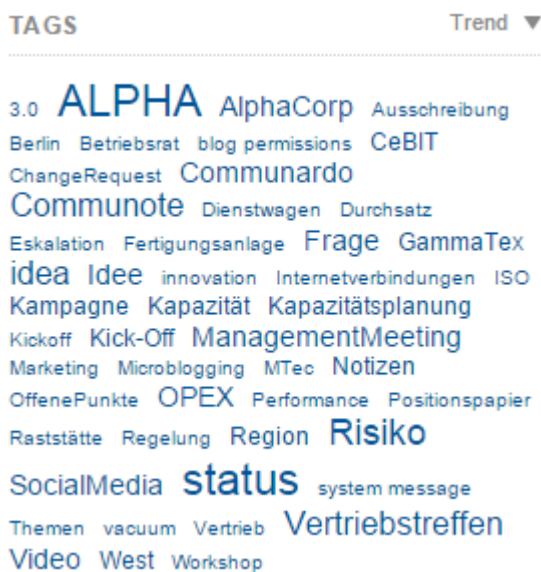 TAGS Trend ▼
3.0 ALPHA AlphaCorp Ausschreibung
Berlin Betriebsrat blog permissions CeBIT
ChangeRequest Communardo
Communote Dienstwagen Durchsatz
Eskalation Fertigungsanlage Frage GammaTex
idea Idee innovation Internetverbindungen ISO
Kampagne Kapazität Kapazitätsplanung
Kickoff Kick-Off ManagementMeeting
Marketing Microblogging MTec Notizen
OffenePunkte OPEX Performance Positionspapier
Raststätte Regelung Region Risiko
SocialMedia status system message
Themen vacuum Vertrieb Vertriebstreffen
Video West Workshop